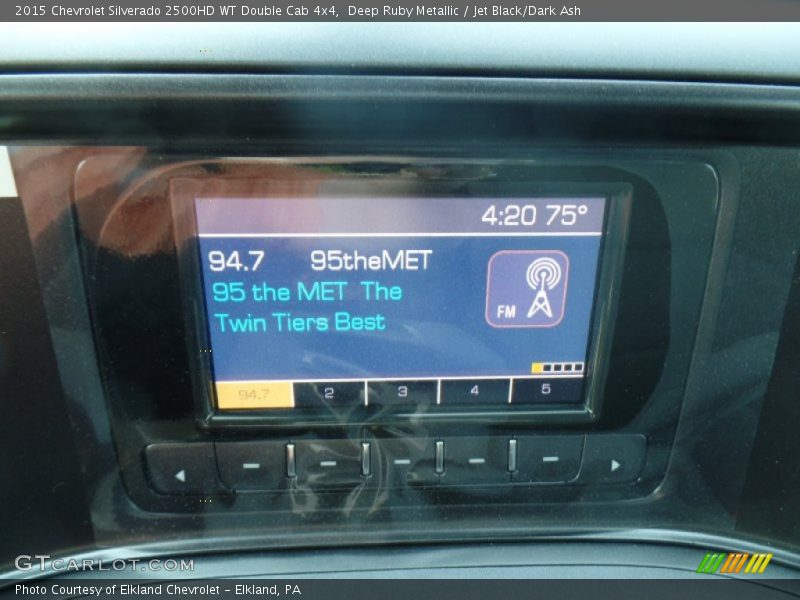 2015 Chevrolet Silverado 2500HD WT Double Cab 4x4,  Deep Ruby Metallic / Jet Black/Dark Ash
4:20 75°
94.7 95theMET
95 the MET The
Twin Tiers Best
FM
94.7 2 3 4 5
GTCARLOT.COM
Photo Courtesy of Elkland Chevrolet - Elkland, PA